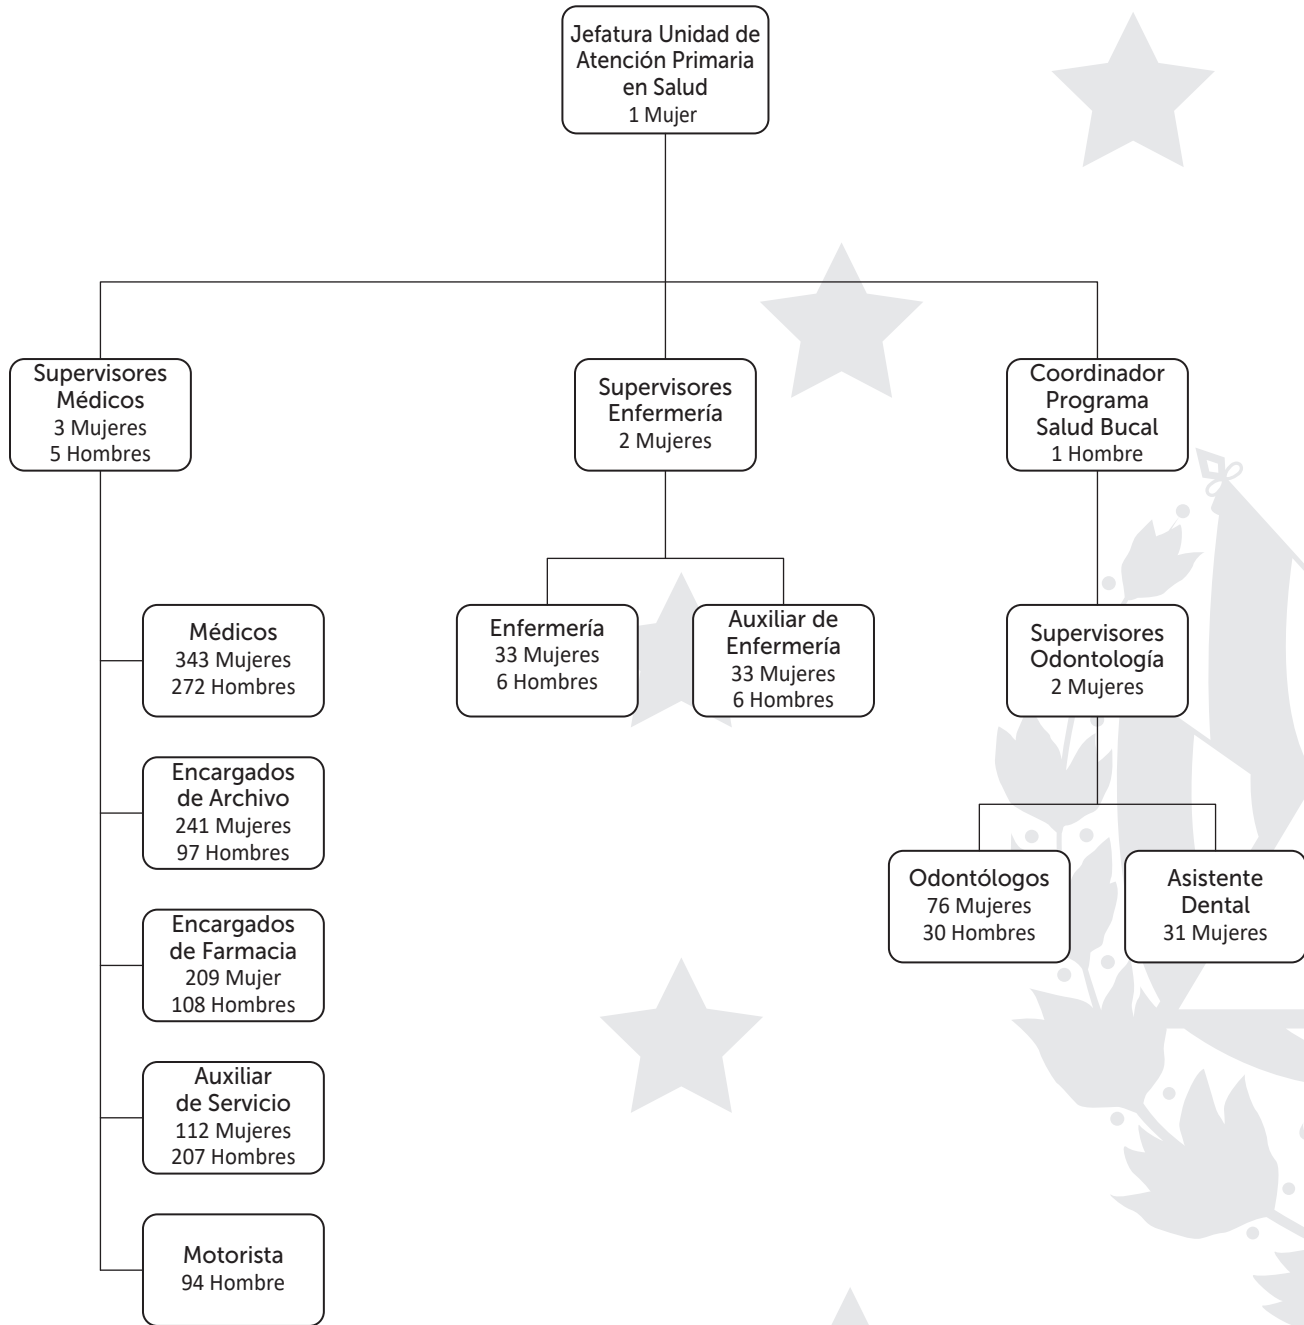 Jefatura Unidad de
Atención Primaria
en Salud
1 Mujer
Supervisores
Médicos
3 Mujeres
5 Hombres
Supervisores
Enfermería
2 Mujeres
Coordinador
Programa
Salud Bucal
1 Hombre
Médicos
343 Mujeres
272 Hombres
Encargados
de Archivo
241 Mujeres
97 Hombres
Encargados
de Farmacia
209 Mujer
108 Hombres
Auxiliar
de Servicio
112 Mujeres
207 Hombres
Motorista
94 Hombre
Enfermería
33 Mujeres
6 Hombres
Auxiliar de
Enfermería
33 Mujeres
6 Hombres
Supervisores
Odontología
2 Mujeres
Odontólogos
76 Mujeres
30 Hombres
Asistente
Dental
31 Mujeres